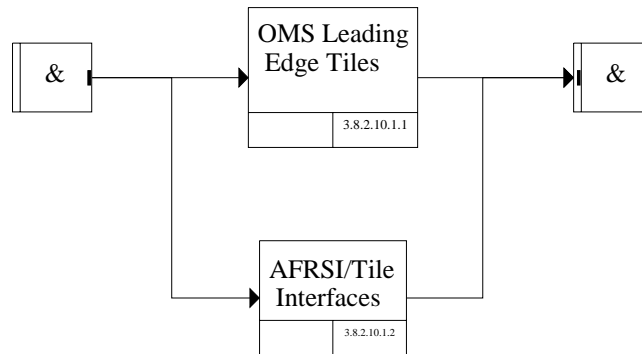 OMS Leading
Edge Tiles
& &
3.8.2.10.1.1
AFRSI/Tile
Interfaces
3.8.2.10.1.2